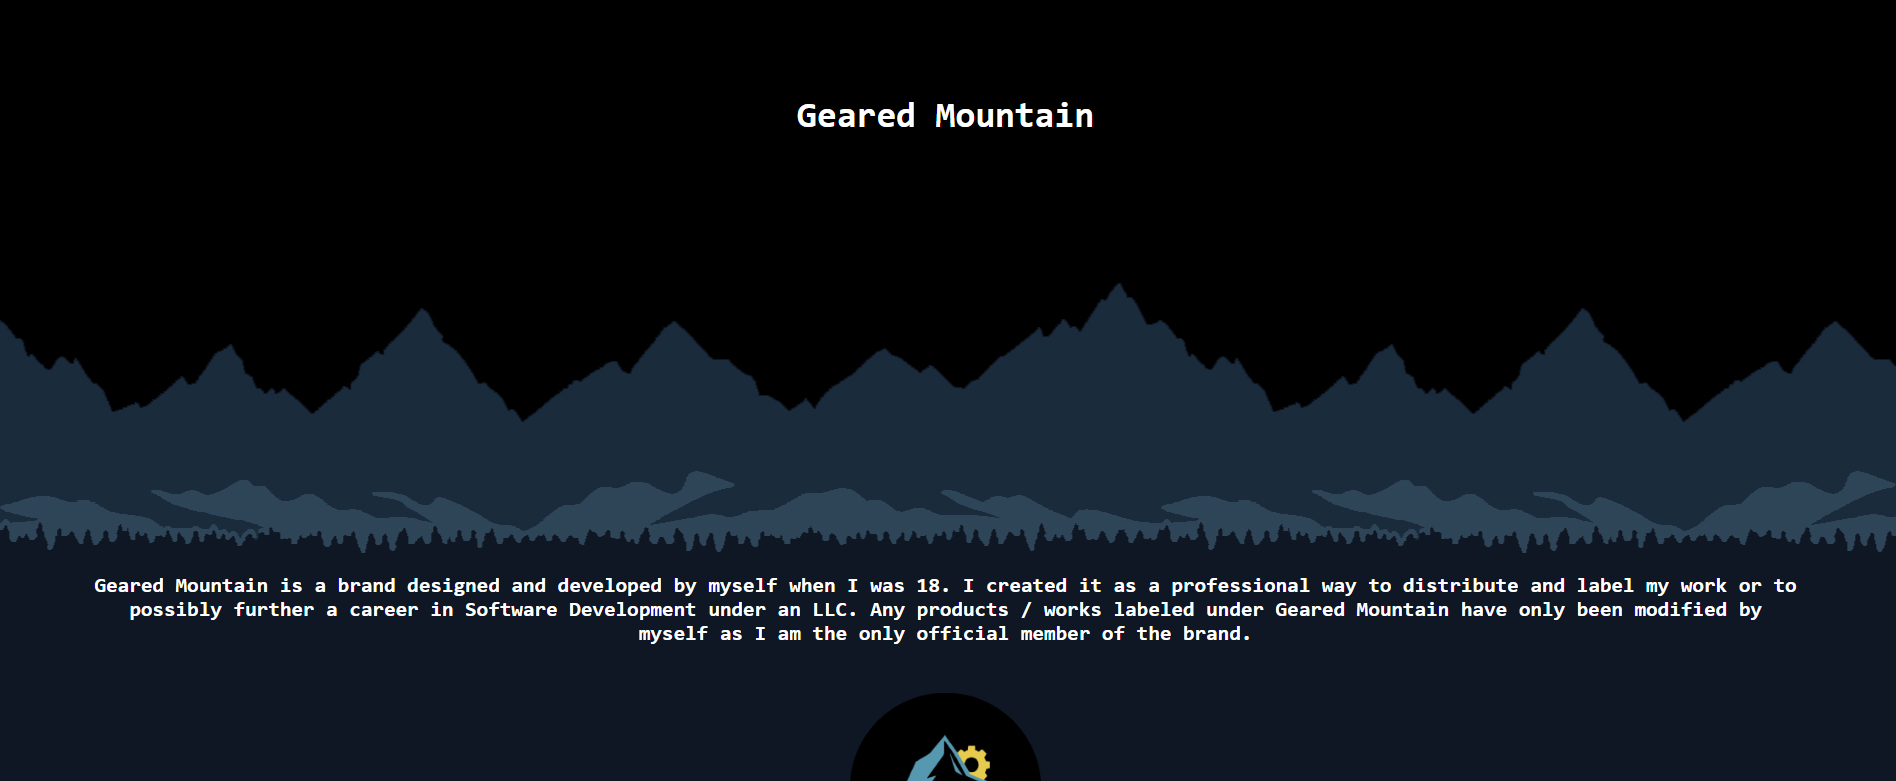 Geared Mountain
Geared Mountain is a brand designed and developed by myself when I was 18. I created it as a professional way to distribute and label my work or to
possibly further a career in Software Development under an LLC. Any products / works labeled under Geared Mountain have only been modified by
myself as I am the only official member of the brand.